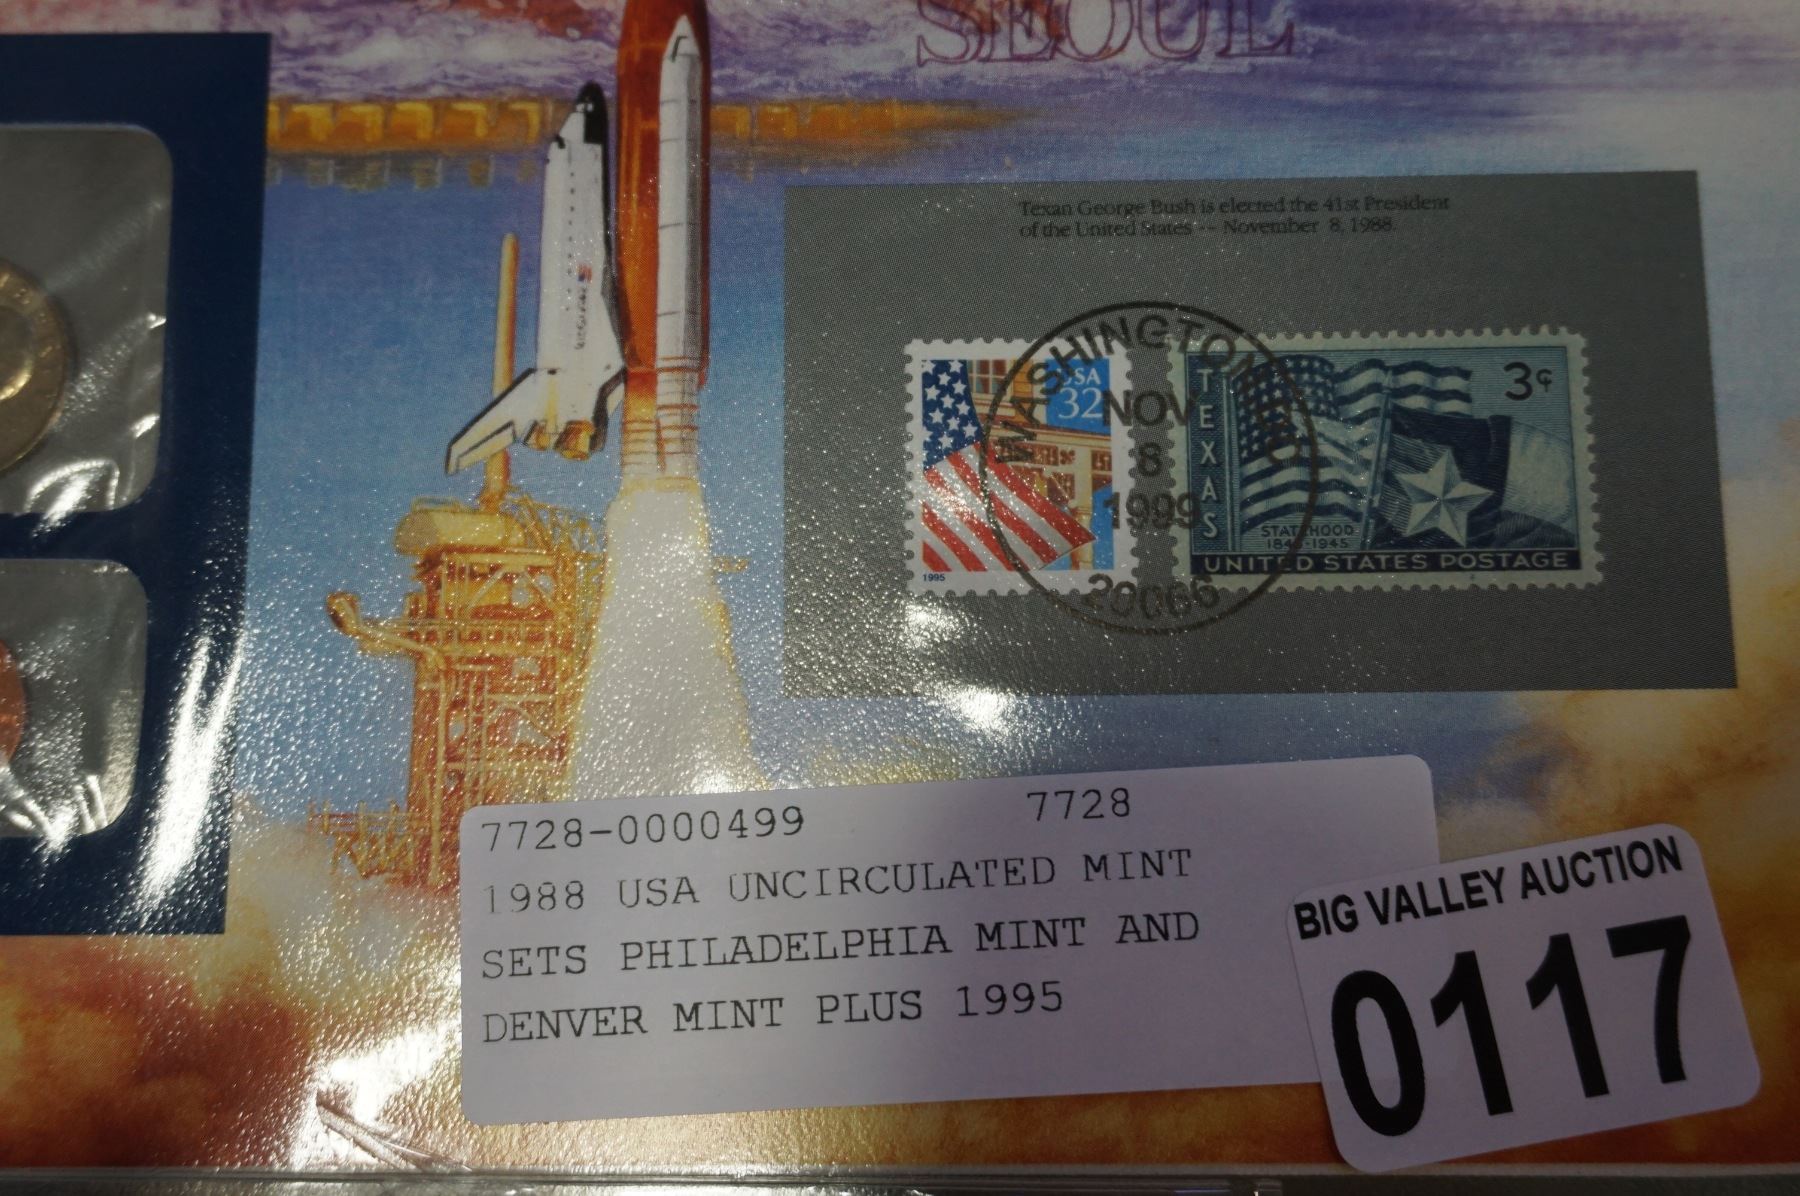 SEOUL
Texan George Bush is elected the 41st President
of the United States -- November 8, 1988.
WASHINGTON, DC
NOV
8
1999
20066
USA
32
1995
TEXAS
3¢
STATEHOOD
1845-1945
UNITED STATES POSTAGE
7728-0000499 7728
1988 USA UNCIRCULATED MINT
SETS PHILADELPHIA MINT AND
DENVER MINT PLUS 1995
BIG VALLEY AUCTION
0117